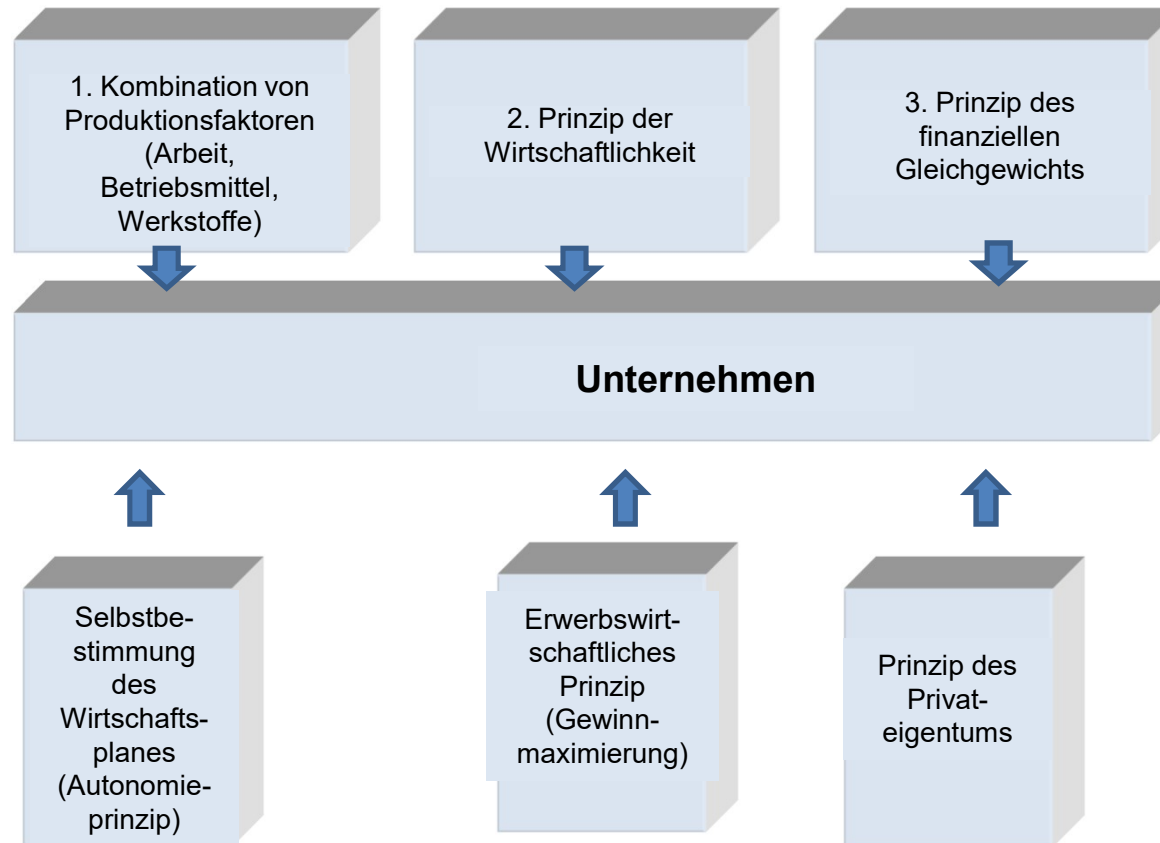 1. Kombination von
Produktionsfaktoren
(Arbeit,
Betriebsmittel,
Werkstoffe)
2. Prinzip der
Wirtschaftlichkeit
3. Prinzip des
finanziellen
Gleichgewichts
Unternehmen
Selbstbe-
stimmung
des
Wirtschafts-
planes
(Autonomie-
prinzip)
Erwerbswirt-
schaftliches
Prinzip
(Gewinn-
maximierung)
Prinzip des
Privat-
eigentums